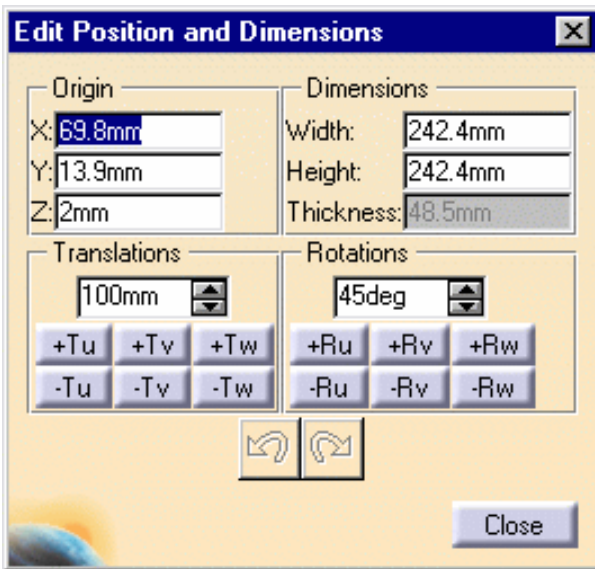 Edit Position and Dimensions
Origin
X: 69.8mm
Y: 13.9mm
Z: 2mm
Dimensions
Width: 242.4mm
Height: 242.4mm
Thickness: 48.5mm
Translations
100mm
+Tu +Tv +Tw
-Tu -Tv -Tw
Rotations
45deg
+Ru +Rv +Rw
-Ru -Rv -Rw
Close